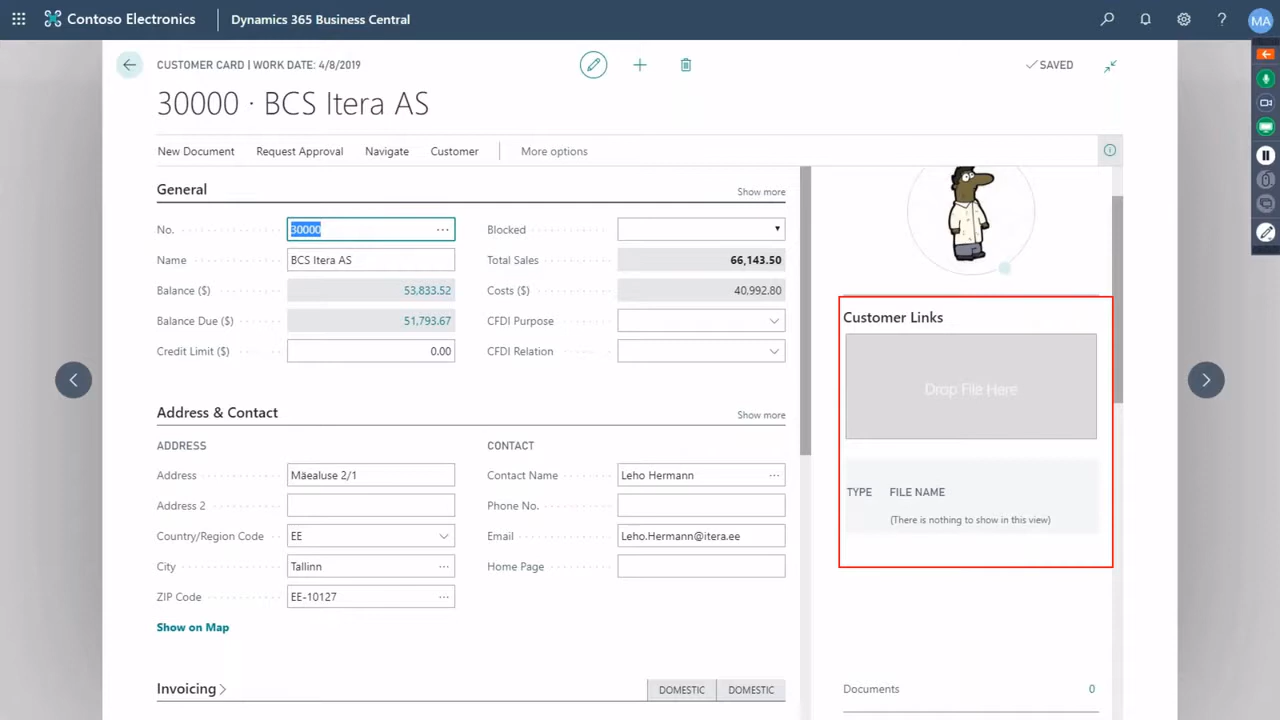 Contoso Electronics
Dynamics 365 Business Central
?
MA
CUSTOMER CARD | WORK DATE: 4/8/2019
SAVED
30000 · BCS Itera AS
New Document
Request Approval
Navigate
Customer
More options
General
Show more
No.
30000
Name
BCS Itera AS
Balance ($)
53,833.52
Balance Due ($)
51,793.67
Credit Limit ($)
0.00
Blocked
Total Sales
66,143.50
Costs ($)
40,992.80
CFDI Purpose
CFDI Relation
Address & Contact
Show more
ADDRESS
Address
Mäealuse 2/1
Address 2
Country/Region Code
EE
City
Tallinn
ZIP Code
EE-10127
Show on Map
CONTACT
Contact Name
Leho Hermann
Phone No.
Email
Leho.Hermann@itera.ee
Home Page
Invoicing
DOMESTIC
DOMESTIC
Customer Links
Drop File Here
TYPE
FILE NAME
(There is nothing to show in this view)
Documents
0